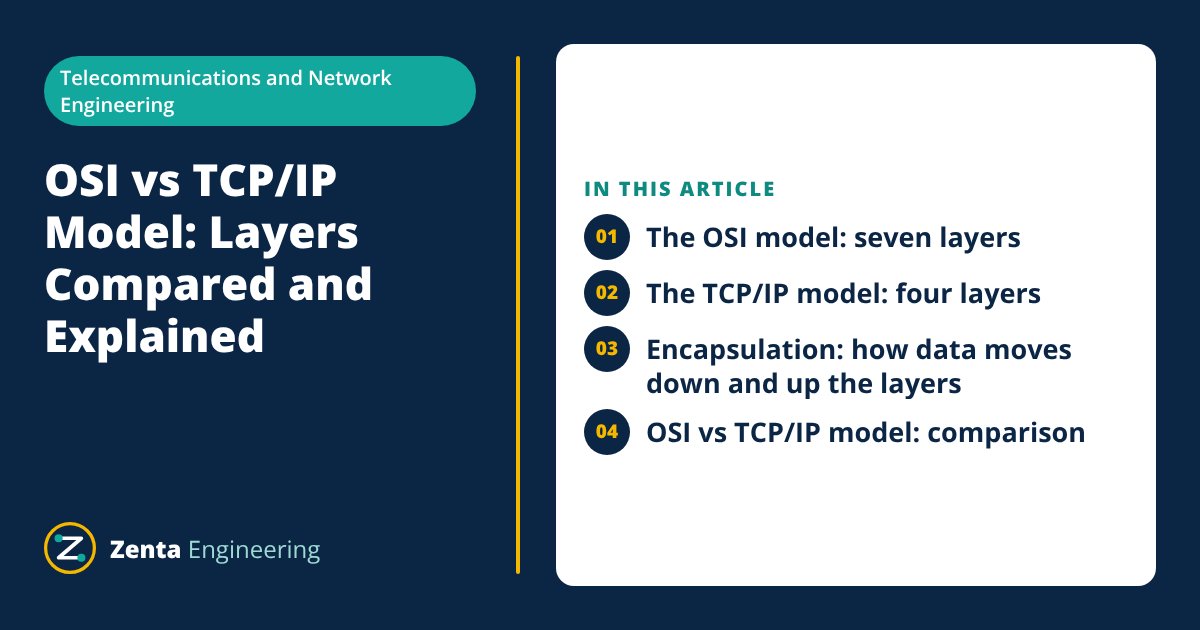 Telecommunications and Network
Engineering
OSI vs TCP/IP
Model: Layers
Compared and
Explained
Zenta Engineering
IN THIS ARTICLE
01 The OSI model: seven layers
02 The TCP/IP model: four layers
03 Encapsulation: how data moves
down and up the layers
04 OSI vs TCP/IP model: comparison